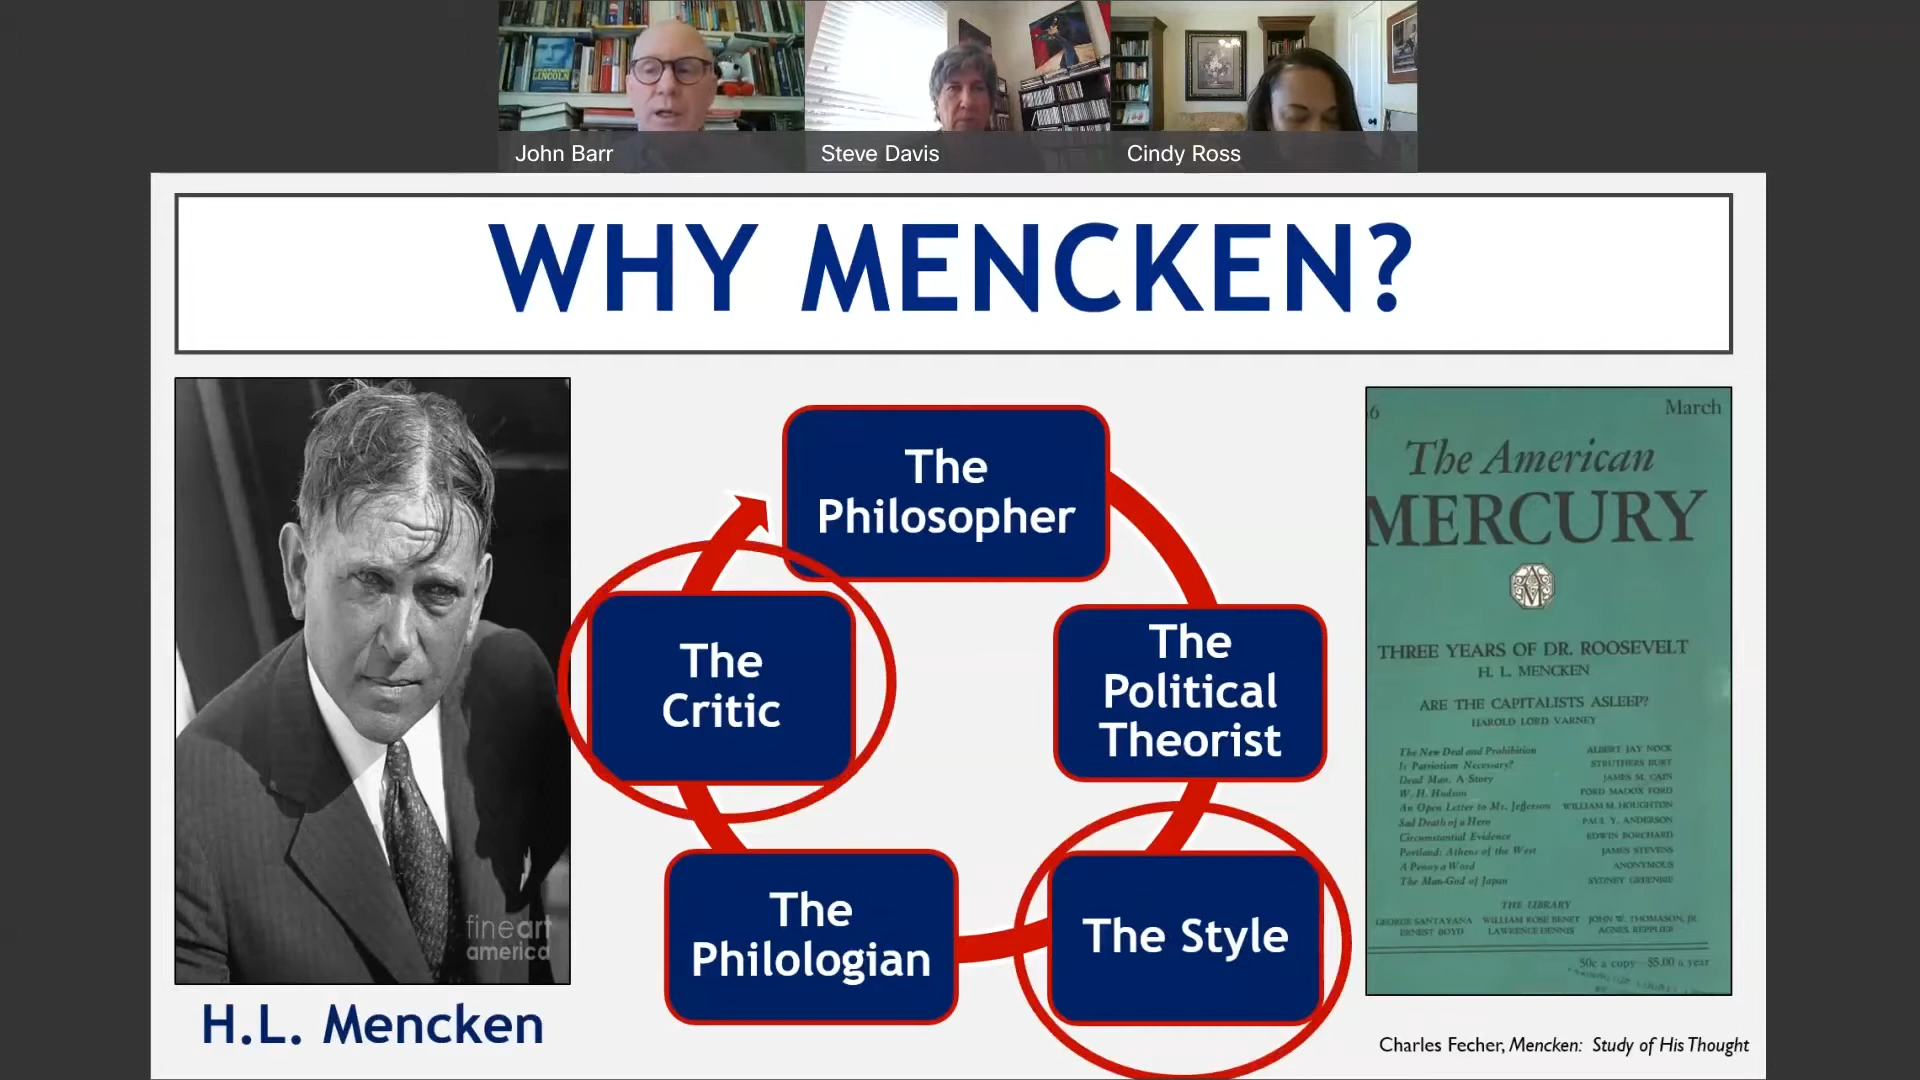 LINCOLN
John Barr
Steve Davis
Cindy Ross
WHY MENCKEN?
The
Philosopher
The
Political
Theorist
The Style
The
Philologian
The
Critic
fineart
america
H.L. Mencken
6 March
The American
MERCURY
THREE YEARS OF DR. ROOSEVELT
H. L. MENCKEN
ARE THE CAPITALISTS ASLEEP?
HAROLD LORD VARNEY
The New Deal and Prohibition ALBERT JAY NOCK
Is Patriotism Necessary? STRUTHERS BURT
Dead Man. A Story JAMES M. CAIN
W. H. Hudson FORD MADOX FORD
An Open Letter to Mr. Jefferson WILLIAM M. HOUGHTON
Sad Death of a Hero PAUL Y. ANDERSON
Circumstantial Evidence EDWIN BORCHARD
Portland: Athens of the West JAMES STEVENS
A Penny a Word ANONYMOUS
The Man-God of Japan SYDNEY GREENBIE
THE LIBRARY
GEORGE SANTAYANA WILLIAM ROSE BENET JOHN W. THOMASON, JR.
ERNEST BOYD LAWRENCE DENNIS AGNES REPPLIER
50c a copy $5.00 a year
Charles Fecher, Mencken: Study of His Thought